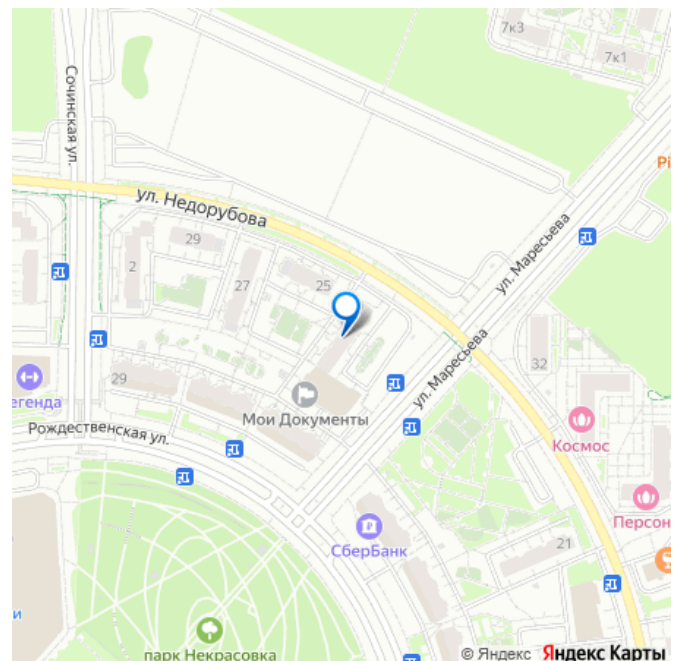 7к3
7к1
Сочинская ул.
Pi
ул. Недорубова
ул. Маресьева
29
2
27
25
ул. Маресьева
32
29
егенда
Мои Документы
Рождественская ул.
Космос
Персон
СберБанк
21
и
парк Некрасовка
© Яндекс Яндекс Карты